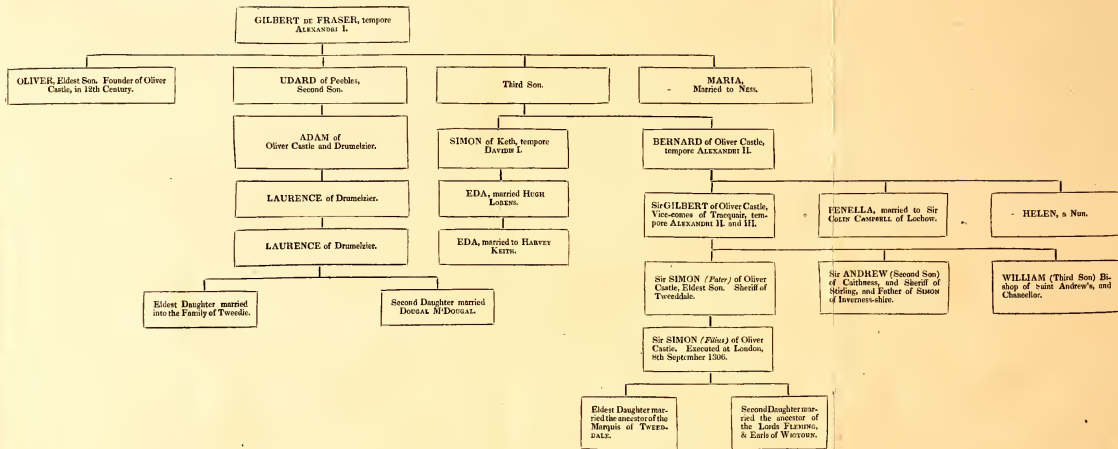 GILBERT DE FRASER, tempore
ALEXANDRI I.
OLIVER, Eldest Son. Founder of Oliver
Castle, in 12th Century.
UDARD of Peebles,
Second Son.
Third Son.
MARIA,
Married to NESS.
ADAM of
Oliver Castle and Drumelzier.
SIMON of Keth, tempore
DAVIDIS I.
BERNARD of Oliver Castle,
tempore ALEXANDRI II.
LAURENCE of Drumelzier.
EDA, married HUGH
LORENS.
Sir GILBERT of Oliver Castle,
Vice-comes of Tracquair, tem-
pore ALEXANDRI II. and III.
FENELLA, married to Sir
COLIN CAMPBELL of Lochow.
HELEN, a Nun.
LAURENCE of Drumelzier.
EDA, married to HARVEY
KEITH.
Eldest Daughter married
into the Family of Tweedie.
Second Daughter married
DOUGAL M'DOUGAL.
Sir SIMON (Pater) of Oliver
Castle, Eldest Son. Sheriff of
Tweeddale.
Sir ANDREW (Second Son)
of Caithness, and Sheriff of
Stirling, and Father of SIMON
of Inverness-shire.
WILLIAM (Third Son) Bi-
shop of Saint Andrew's, and
Chancellor.
Sir SIMON (Filius) of Oliver
Castle. Executed at London,
8th September 1306.
Eldest Daughter mar-
ried the ancestor of the
Marquis of TWEED-
DALE.
Second Daughter mar-
ried the ancestor of
the Lords FLEMING,
& Earls of WIGTOUN.